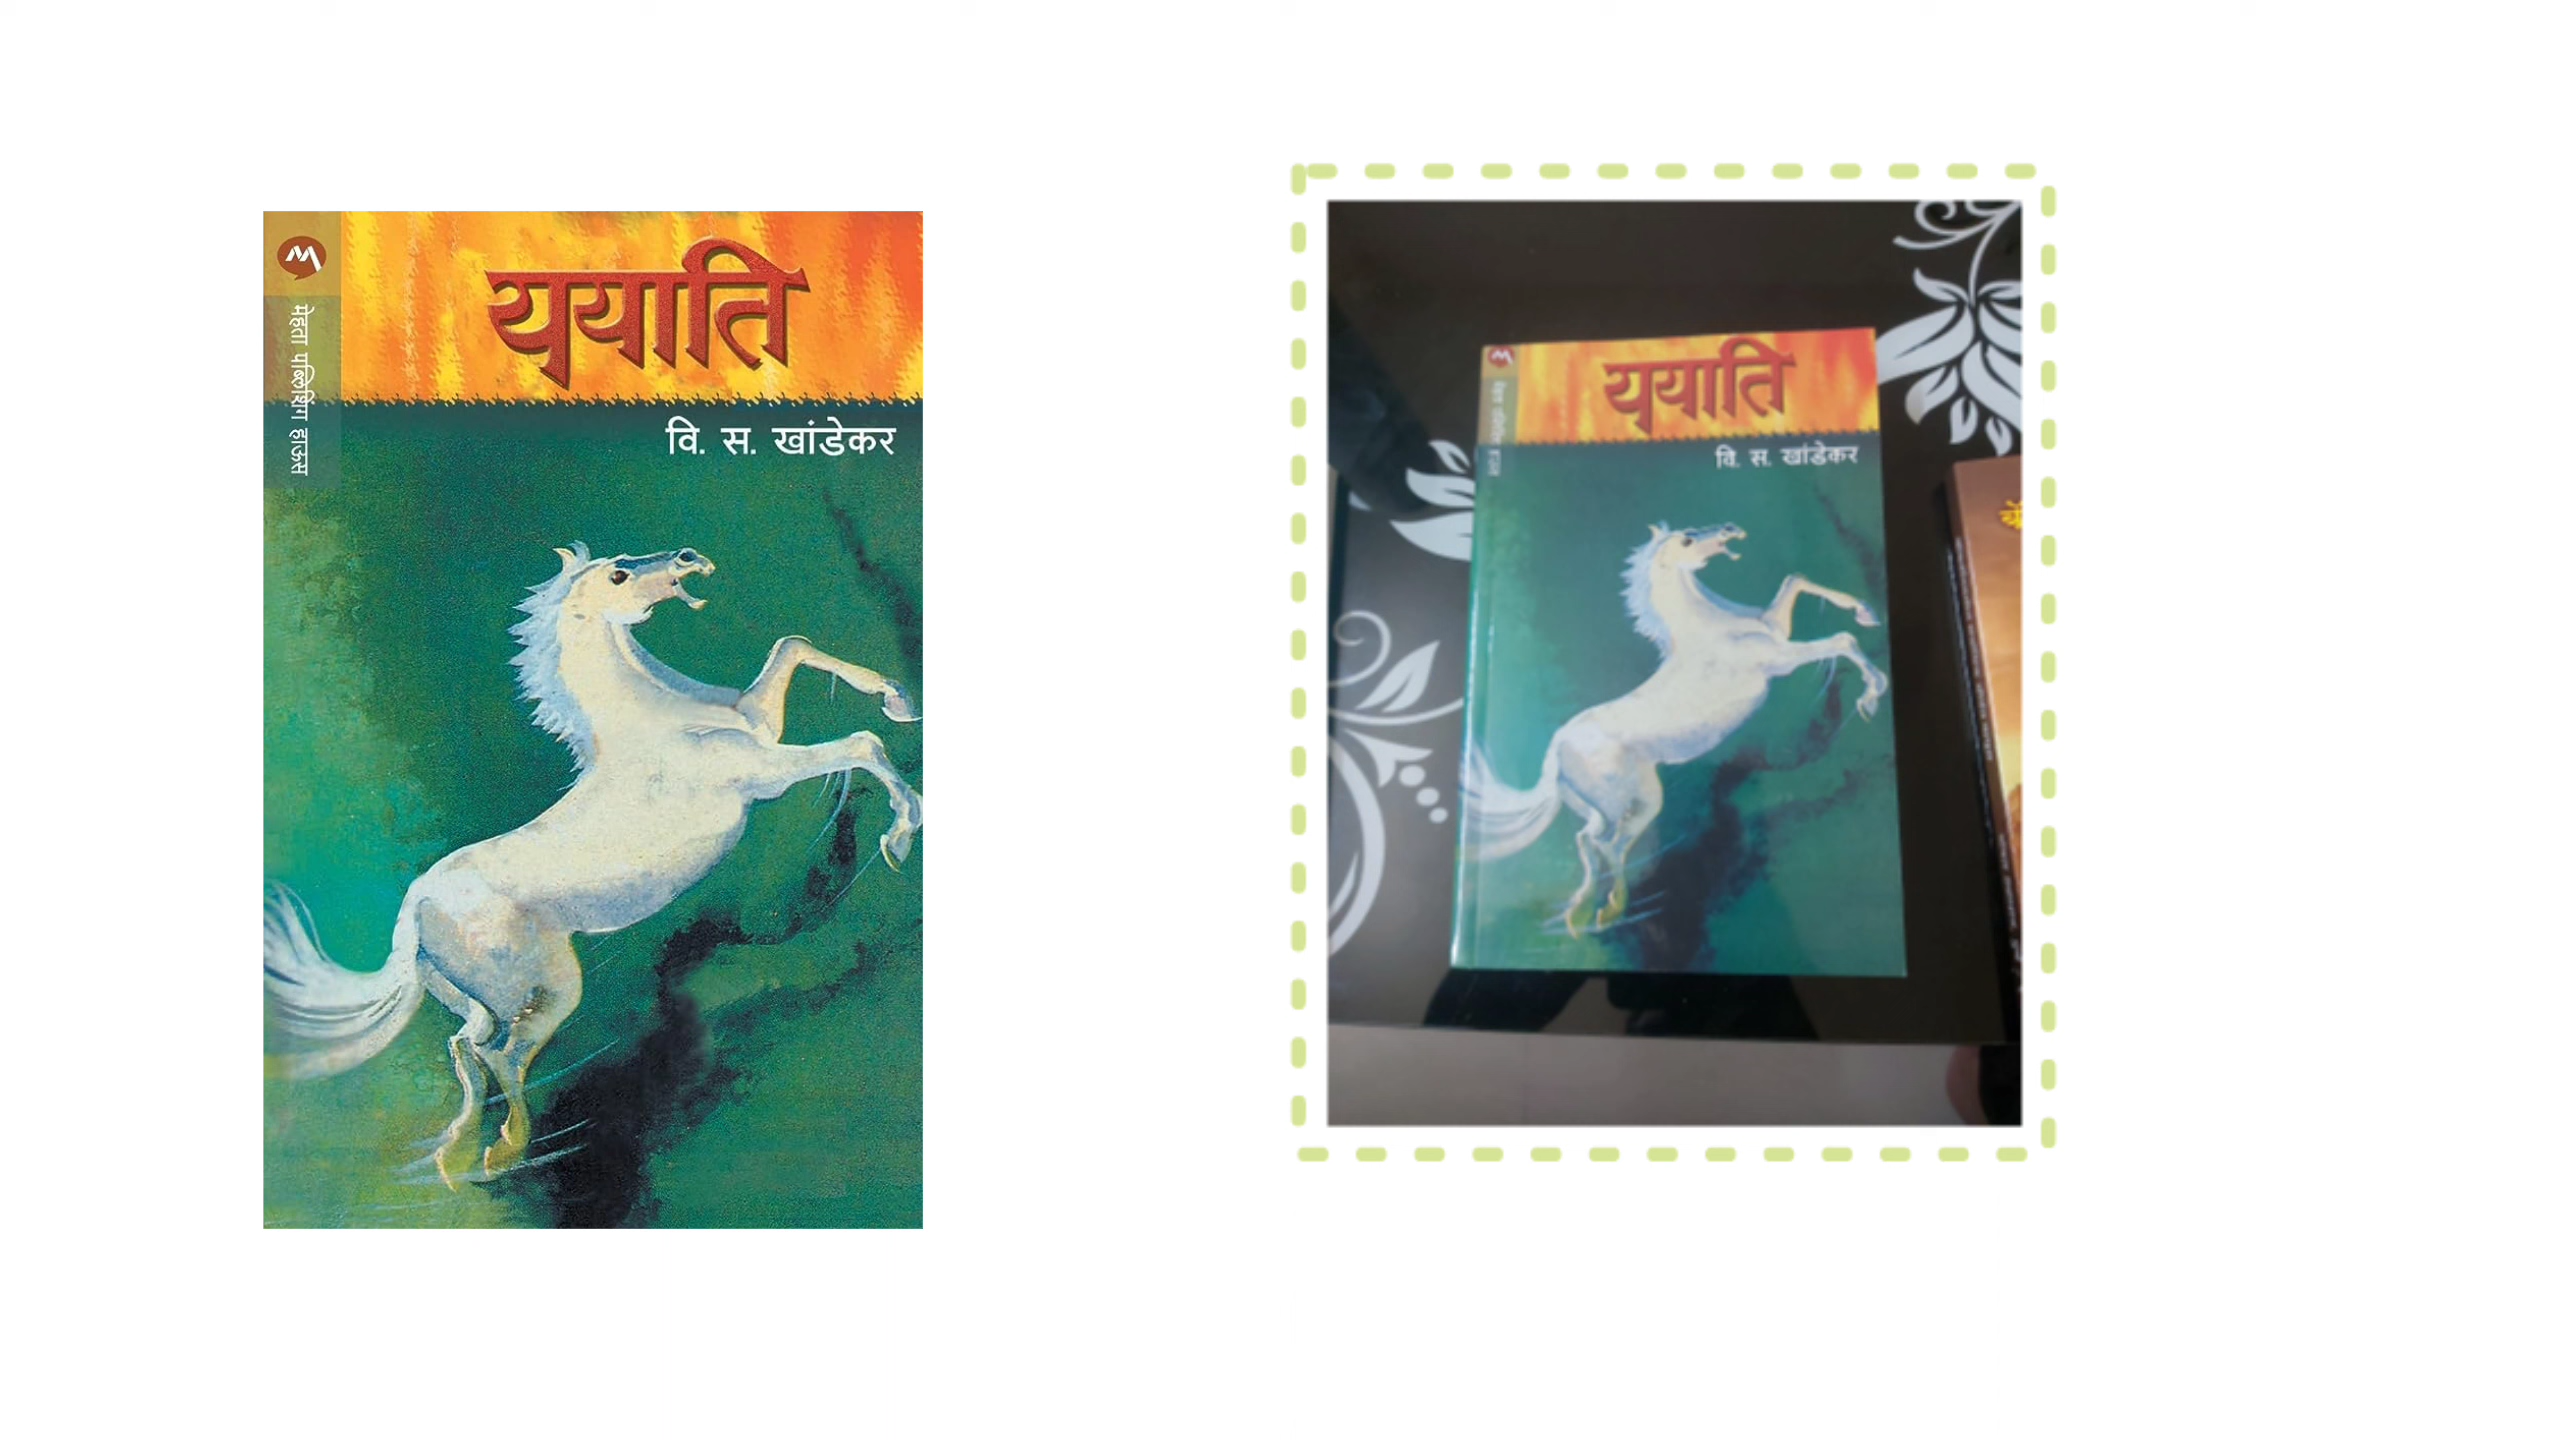 ययाति
वि. स. खांडेकर
मेहता पब्लिशिंग हाऊस
ययाति
वि. स. खांडेकर